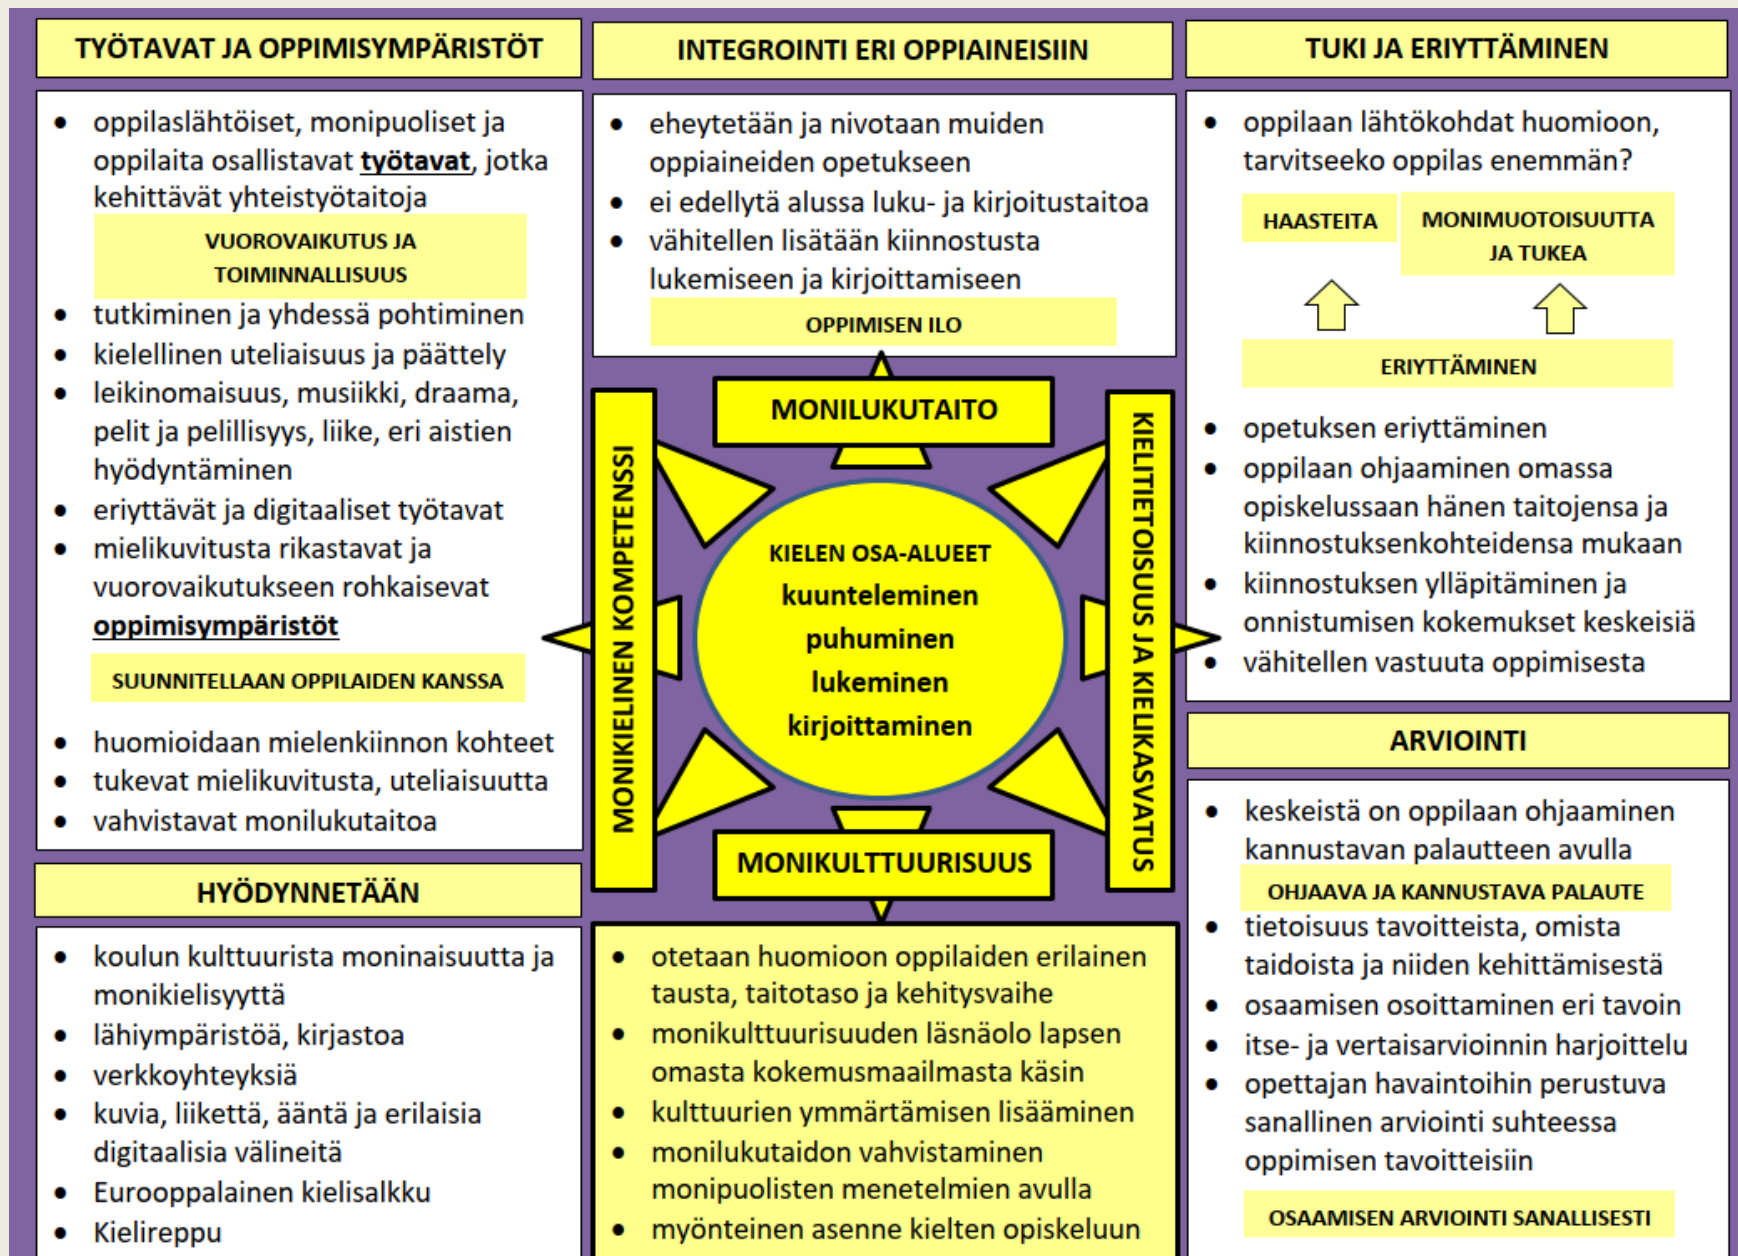 TYÖTAVAT JA OPPIMISYMPÄRISTÖT
oppilaslähtöiset, monipuoliset ja
oppilaita osallistavat työtavat, jotka
kehittävät yhteistyötaitoja
VUOROVAIKUTUS JA
TOIMINNALLISUUS
tutkiminen ja yhdessä pohtiminen
kielellinen uteliaisuus ja päättely
leikinomaisuus, musiikki, draama,
pelit ja pelillisyys, liike, eri aistien
hyödyntäminen
eriyttävät ja digitaaliset työtavat
mielikuvitusta rikastavat ja
vuorovaikutukseen rohkaisevat
oppimisympäristöt
SUUNNITELLAAN OPPILAIDEN KANSSA
huomioidaan mielenkiinnon kohteet
tukevat mielikuvitusta, uteliaisuutta
vahvistavat monilukutaitoa
HYÖDYNNETÄÄN
koulun kulttuurista moninaisuutta ja
monikielisyyttä
lähiympäristöä, kirjastoa
verkkoyhteyksiä
kuvia, liikettä, ääntä ja erilaisia
digitaalisia välineitä
Eurooppalainen kielisalkku
Kielireppu
INTEGROINTI ERI OPPIAINEISIIN
eheytetään ja nivotaan muiden
oppiaineiden opetukseen
ei edellytä alussa luku- ja kirjoitustaitoa
vähitellen lisätään kiinnostusta
lukemiseen ja kirjoittamiseen
OPPIMISEN ILO
MONILUKUTAITO
MONIKIELINEN KOMPETENSSI
KIELEN OSA-ALUEET
kuunteleminen
puhuminen
lukeminen
kirjoittaminen
KIELITIETOISUUS JA KIELIKASVATUS
MONIKULTTUURISUUS
otetaan huomioon oppilaiden erilainen
tausta, taitotaso ja kehitysvaihe
monikulttuurisuuden läsnäolo lapsen
omasta kokemusmaailmasta käsin
kulttuurien ymmärtämisen lisääminen
monilukutaidon vahvistaminen
monipuolisten menetelmien avulla
myönteinen asenne kielten opiskeluun
TUKI JA ERIYTTÄMINEN
oppilaan lähtökohdat huomioon,
tarvitseeko oppilas enemmän?
HAASTEITA
MONIMUOTOISUUTTA
JA TUKEA
ERIYTTÄMINEN
opetuksen eriyttäminen
oppilaan ohjaaminen omassa
opiskelussaan hänen taitojensa ja
kiinnostuksenkohteidensa mukaan
kiinnostuksen ylläpitäminen ja
onnistumisen kokemukset keskeisiä
vähitellen vastuuta oppimisesta
ARVIOINTI
keskeistä on oppilaan ohjaaminen
kannustavan palautteen avulla
OHJAAVA JA KANNUSTAVA PALAUTE
tietoisuus tavoitteista, omista
taidoista ja niiden kehittämisestä
osaamisen osoittaminen eri tavoin
itse- ja vertaisarvioinnin harjoittelu
opettajan havaintoihin perustuva
sanallinen arviointi suhteessa
oppimisen tavoitteisiin
OSAAMISEN ARVIOINTI SANALLISESTI